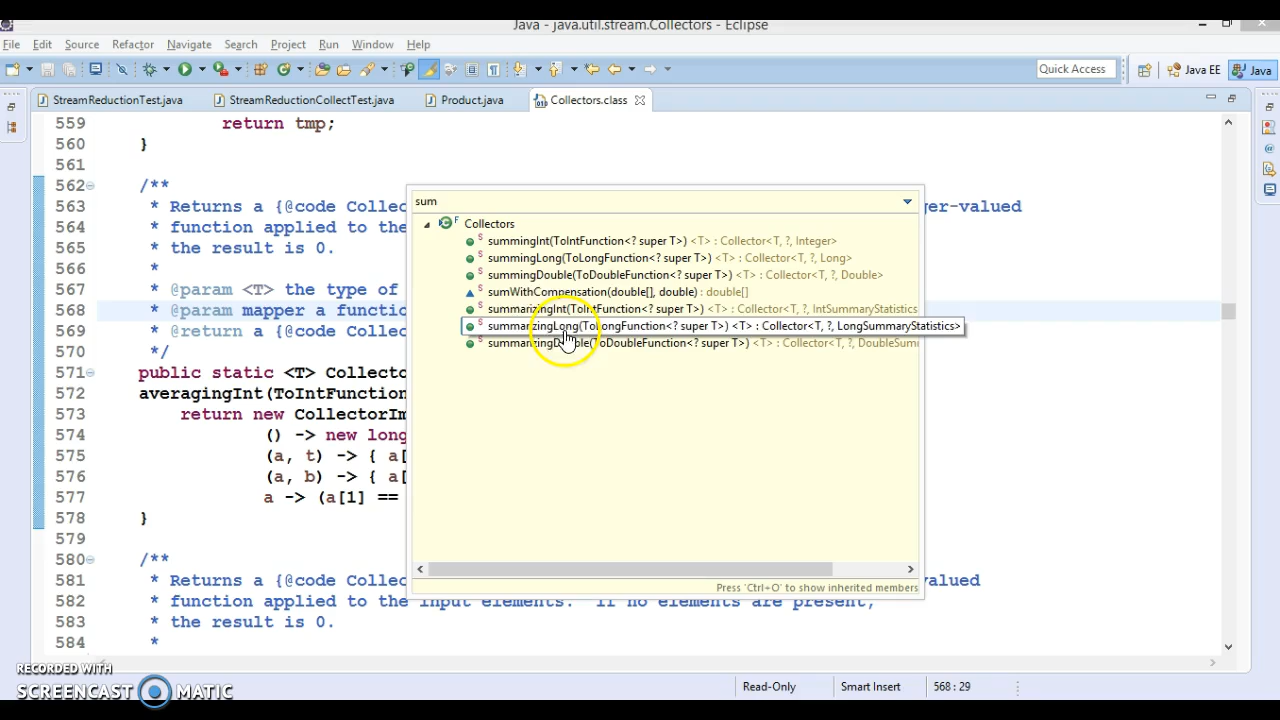 Java - java.util.stream.Collectors - Eclipse
File Edit Source Refactor Navigate Search Project Run Window Help
Quick Access
Java EE
Java
StreamReductionTest.java
StreamReductionCollectTest.java
Product.java
Collectors.class
559 return tmp;
560 }
561
562 /**
563 * Returns a {@code Collec
ger-valued
564 * function applied to the
565 * the result is 0.
566 *
567 * @param <T> the type of
568 * @param mapper a functio
569 * @return a {@code Collec
570 */
571 public static <T> Collecto
572 averagingInt(ToIntFunction
573 return new CollectorIm
574 () -> new long
575 (a, t) -> { a[
576 (a, b) -> { a[
577 a -> (a[1] ==
578 }
579
580 /**
581 * Returns a {@code Collec
valued
582 * function applied to the input elements. If no elements are present,
583 * the result is 0.
584 *
sum
Collectors
summingInt(ToIntFunction<? super T>) <T> : Collector<T, ?, Integer>
summingLong(ToLongFunction<? super T>) <T> : Collector<T, ?, Long>
summingDouble(ToDoubleFunction<? super T>) <T> : Collector<T, ?, Double>
sumWithCompensation(double[], double) : double[]
summarizingInt(ToIntFunction<? super T>) <T> : Collector<T, ?, IntSummaryStatistics
summarizingLong(ToLongFunction<? super T>) <T> : Collector<T, ?, LongSummaryStatistics>
summarizingDouble(ToDoubleFunction<? super T>) <T> : Collector<T, ?, DoubleSumm
Press 'Ctrl+O' to show inherited members
RECORDED WITH
SCREENCAST MATIC
Read-Only
Smart Insert
568 : 29